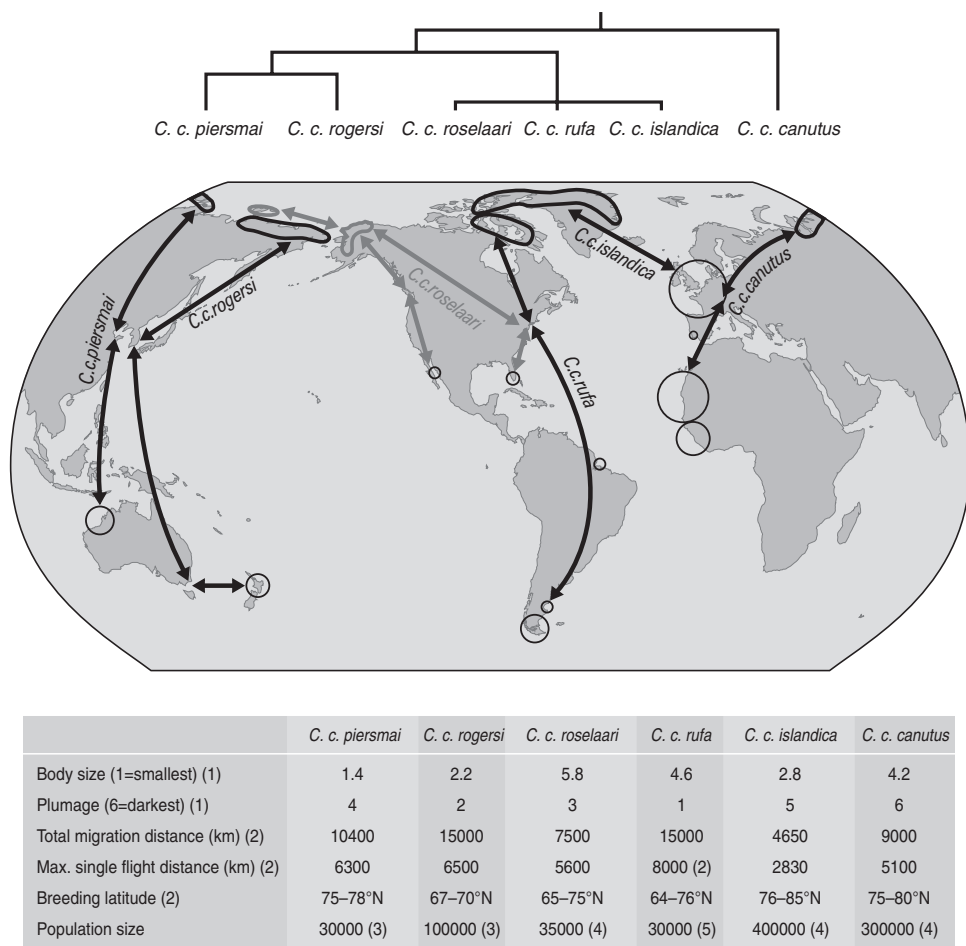 C. c. piersmai C. c. rogersi C. c. roselaari C. c. rufa C. c. islandica C. c. canutus
C.c.piersmai
C.c.rogersi
C.c.roselaari
C.c.rufa
C.c.islandica
C.c.canutus
C. c. piersmai C. c. rogersi C. c. roselaari C. c. rufa C. c. islandica C. c. canutus
Body size (1=smallest) (1) 1.4 2.2 5.8 4.6 2.8 4.2
Plumage (6=darkest) (1) 4 2 3 1 5 6
Total migration distance (km) (2) 10400 15000 7500 15000 4650 9000
Max. single flight distance (km) (2) 6300 6500 5600 8000 (2) 2830 5100
Breeding latitude (2) 75–78°N 67–70°N 65–75°N 64–76°N 76–85°N 75–80°N
Population size 30000 (3) 100000 (3) 35000 (4) 30000 (5) 400000 (4) 300000 (4)